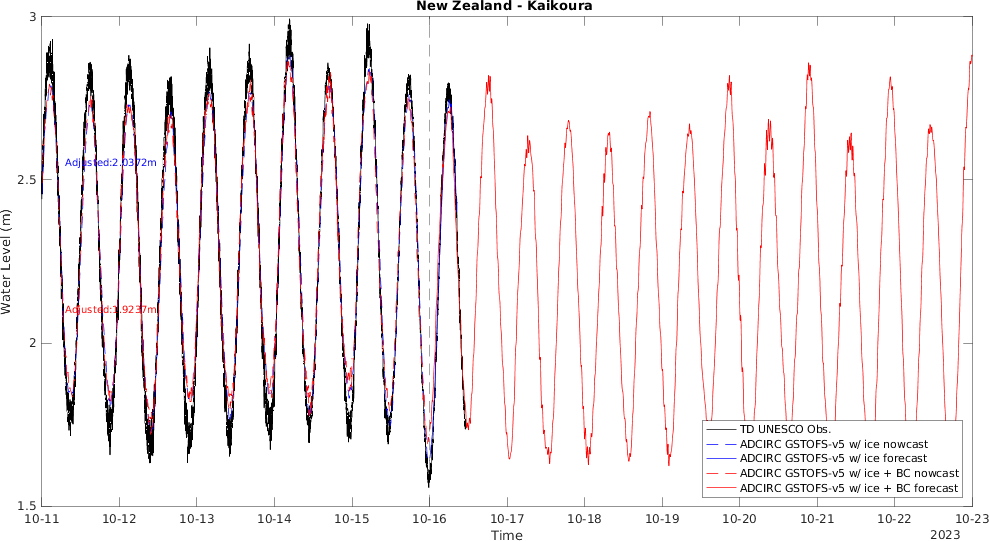 New Zealand - Kaikoura
3
2.5
2
1.5
Water Level (m)
Adjusted:2.0372m
Adjusted:1.9237m
TD UNESCO Obs.
ADCIRC GSTOFS-v5 w/ ice nowcast
ADCIRC GSTOFS-v5 w/ ice forecast
ADCIRC GSTOFS-v5 w/ ice + BC nowcast
ADCIRC GSTOFS-v5 w/ ice + BC forecast
10-11 10-12 10-13 10-14 10-15 10-16 10-17 10-18 10-19 10-20 10-21 10-22 10-23
Time
2023